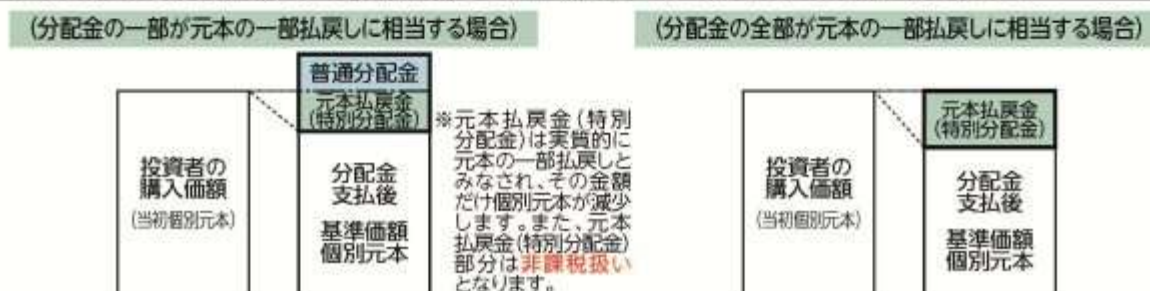 (分配金の一部が元本の一部払戻しに相当する場合)
普通分配金
元本払戻金
(特別分配金)
投資者の
購入価額
(当初個別元本)
分配金
支払後
基準価額
個別元本
※元本払戻金(特別
分配金)は実質的に
元本の一部払戻しと
みなされ、その金額
だけ個別元本が減少
します。また、元本
払戻金(特別分配金)
部分は非課税扱い
となります。
(分配金の全部が元本の一部払戻しに相当する場合)
元本払戻金
(特別分配金)
投資者の
購入価額
(当初個別元本)
分配金
支払後
基準価額
個別元本